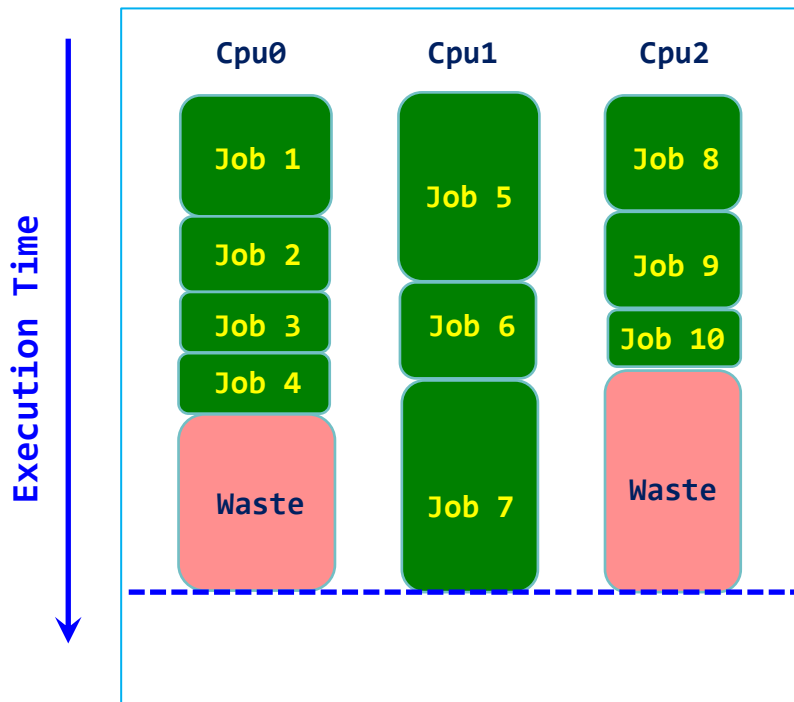 Execution Time
Cpu0
Job 1
Job 2
Job 3
Job 4
Waste
Cpu1
Job 5
Job 6
Job 7
Cpu2
Job 8
Job 9
Job 10
Waste